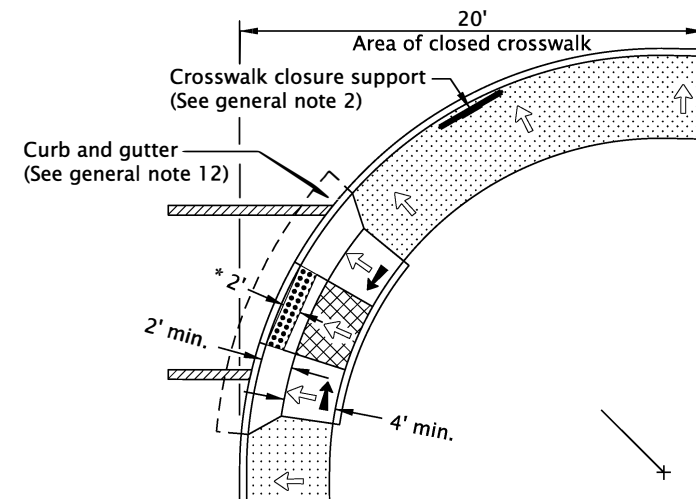 20'
Area of closed crosswalk
Crosswalk closure support
(See general note 2)
Curb and gutter
(See general note 12)
* 2'
2' min.
4' min.